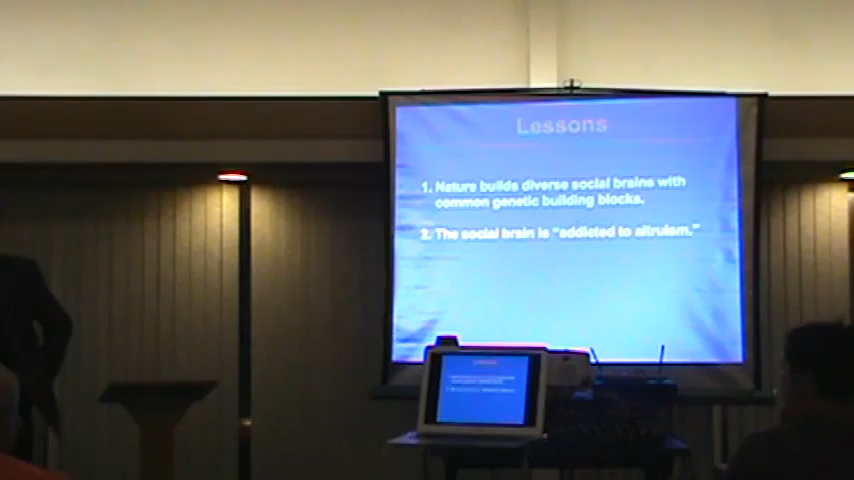 Lessons
1. Nature builds diverse social brains with
common genetic building blocks.
2. The social brain is "addicted to altruism."